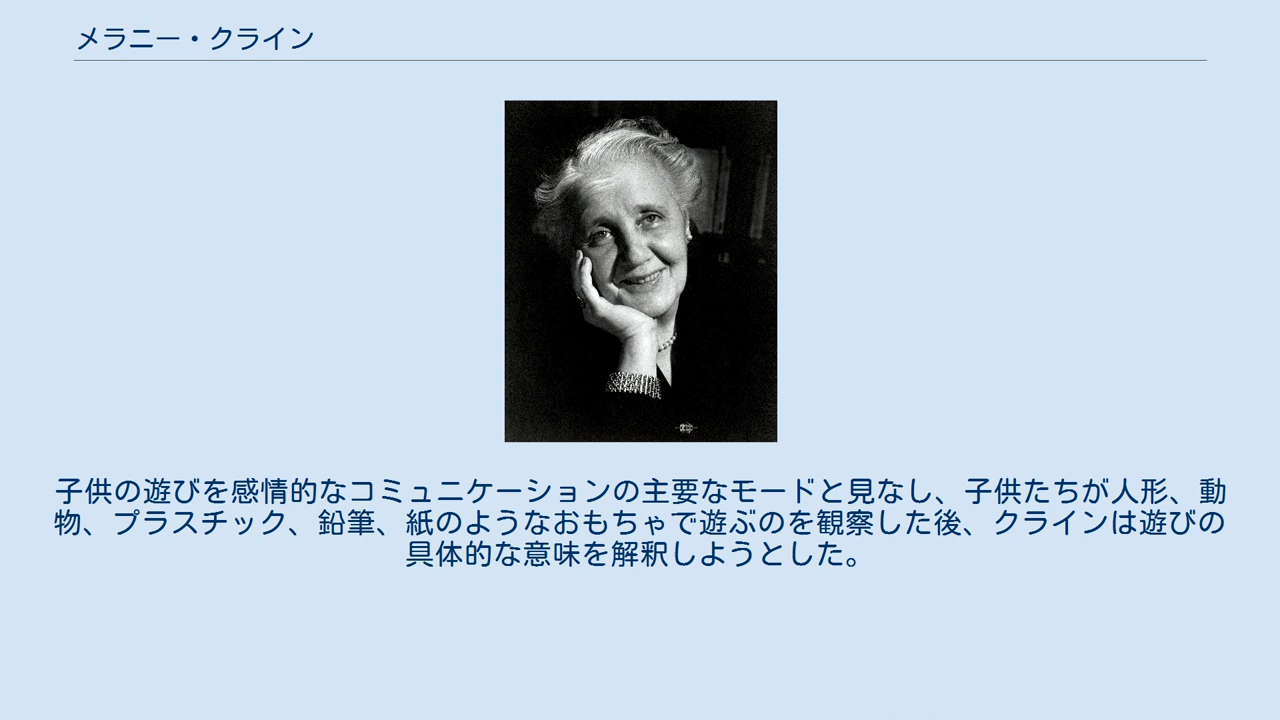 メラニー・クライン
子供の遊びを感情的なコミュニケーションの主要なモードと見なし、子供たちが人形、動
物、プラスチック、鉛筆、紙のようなおもちゃで遊ぶのを観察した後、クラインは遊びの
具体的な意味を解釈しようとした。